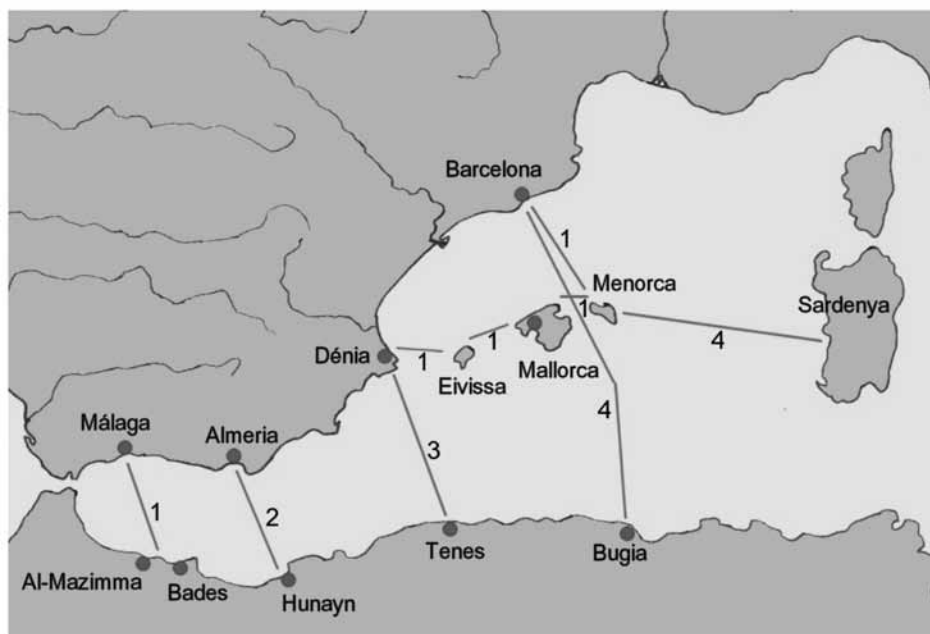 Barcelona
1
Menorca
1
Sardenya
4
Dénia
1
1
Eivissa
Mallorca
4
Málaga
Almeria
3
1
2
Tenes
Bugia
Al-Mazimma
Bades
Hunayn